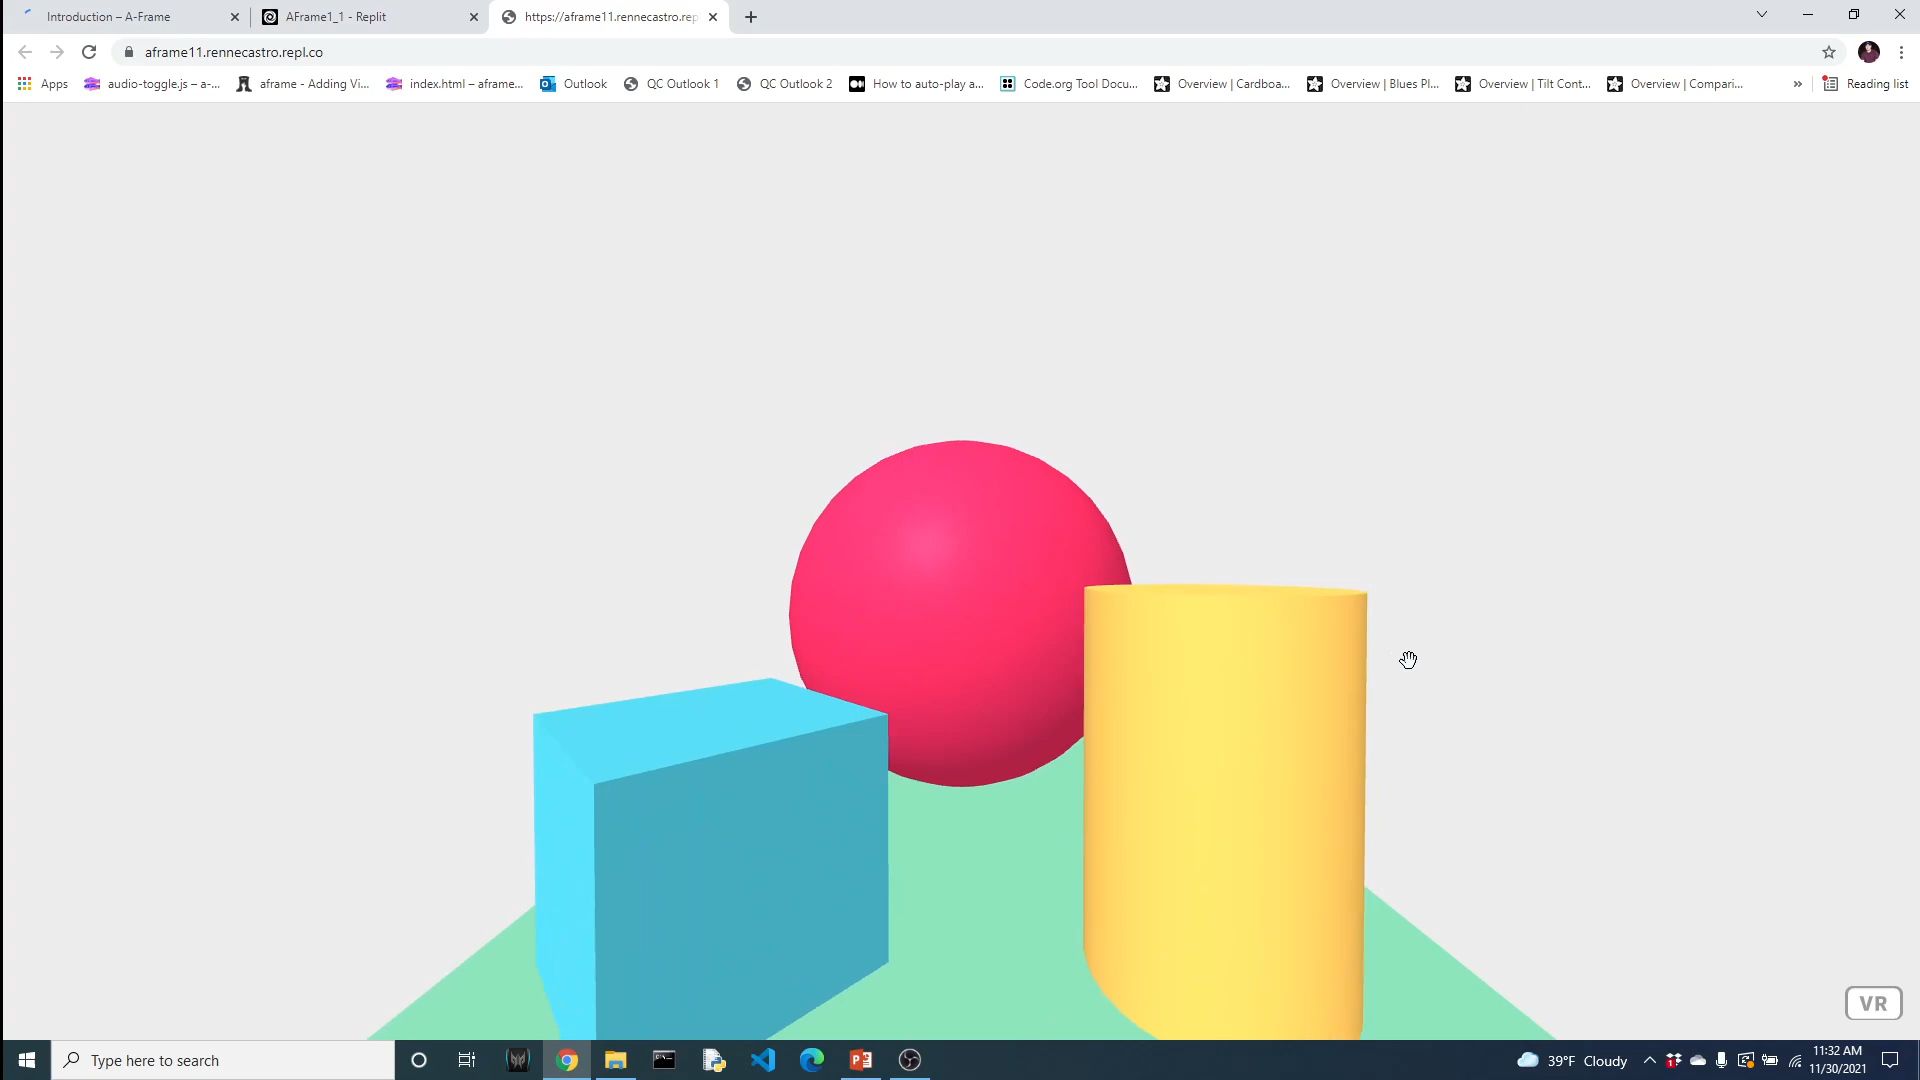 Introduction – A-Frame
AFrame1_1 - Replit
https://aframe11.rennecastro.rep
aframe11.rennecastro.repl.co
Apps
audio-toggle.js – a-...
aframe - Adding Vi...
index.html – aframe...
Outlook
QC Outlook 1
QC Outlook 2
How to auto-play a...
Code.org Tool Docu...
Overview | Cardboa...
Overview | Blues Pl...
Overview | Tilt Cont...
Overview | Compari...
»
Reading list
VR
Type here to search
39°F Cloudy
11:32 AM
11/30/2021